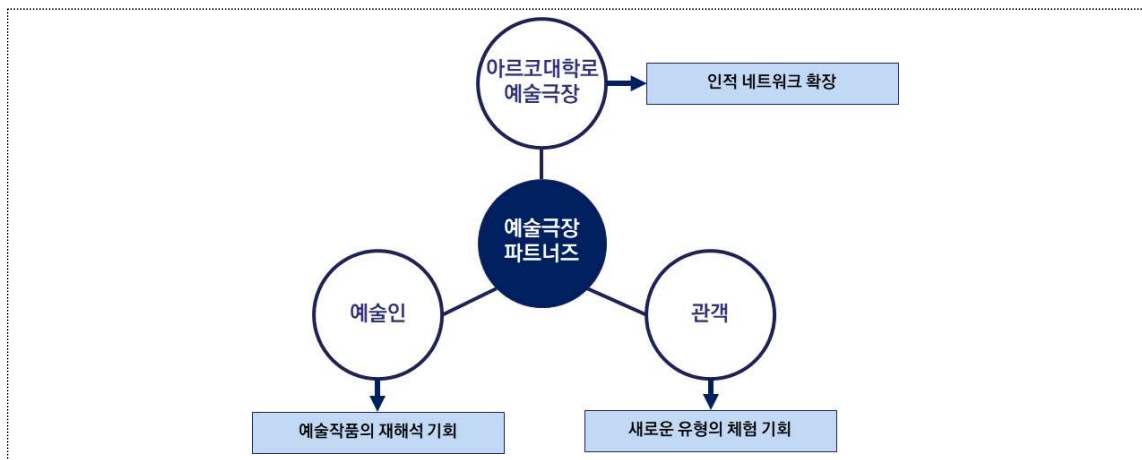 아르코대학로
예술극장
인적 네트워크 확장
예술극장
파트너즈
예술인
관객
예술작품의 재해석 기회
새로운 유형의 체험 기회